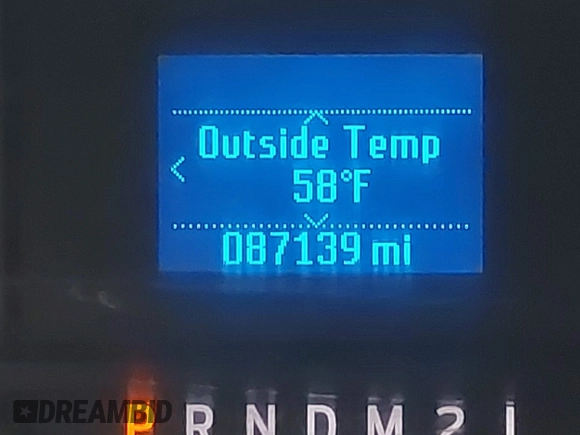 Outside Temp
58°F
087139 mi
P R N D M 2 1
DREAMBID